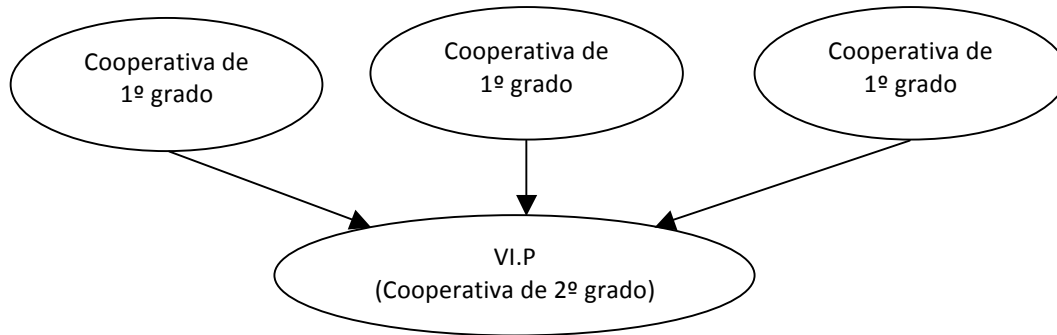 Cooperativa de
1º grado
Cooperativa de
1º grado
Cooperativa de
1º grado
VI.P
(Cooperativa de 2º grado)